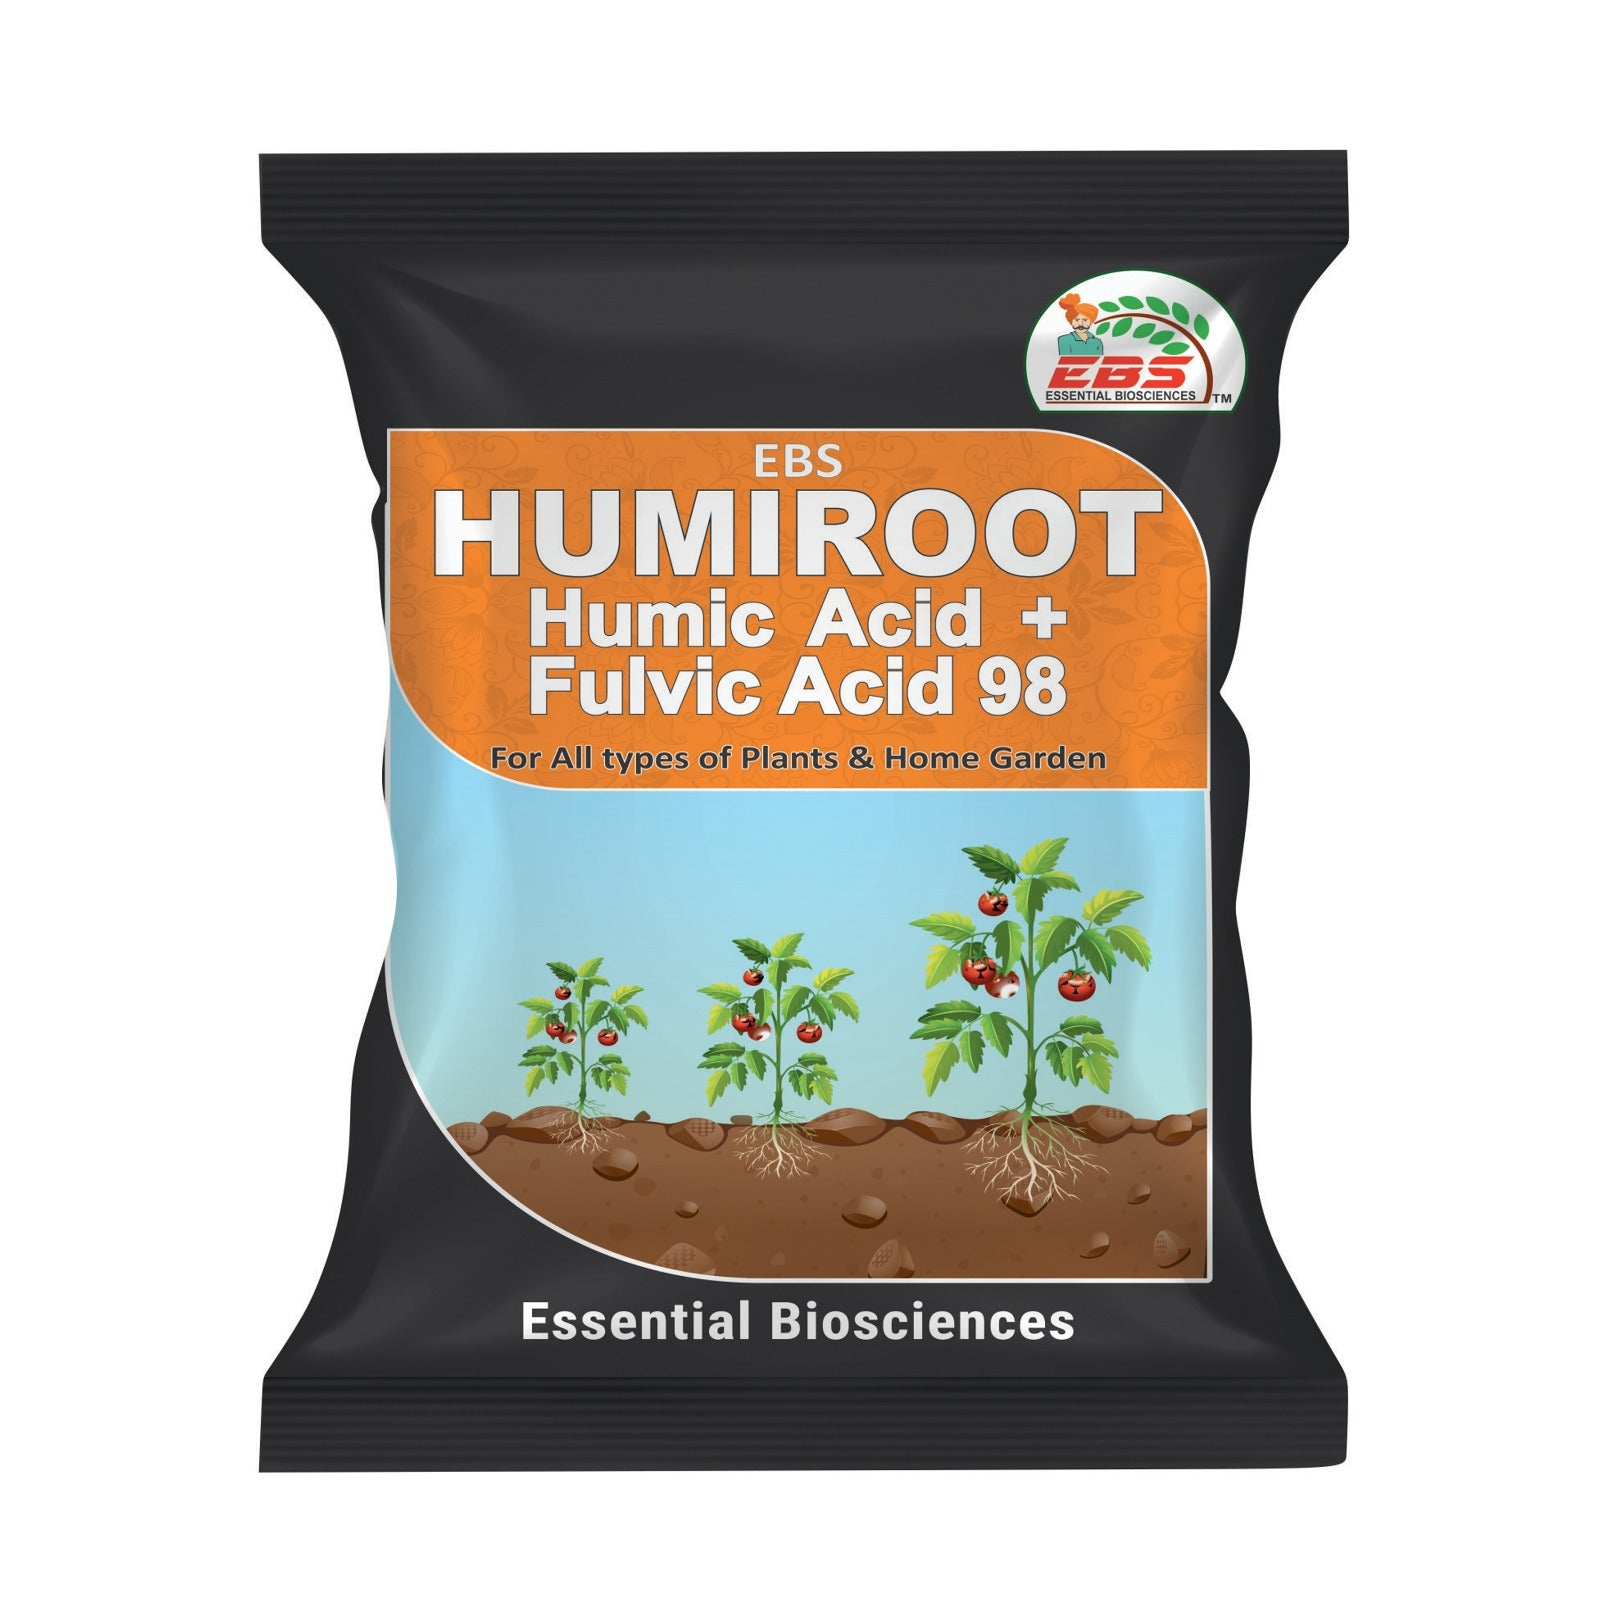 EBS
ESSENTIAL BIOSCIENCES TM
EBS
HUMIROOT
Humic Acid +
Fulvic Acid 98
For All types of Plants & Home Garden
Essential Biosciences